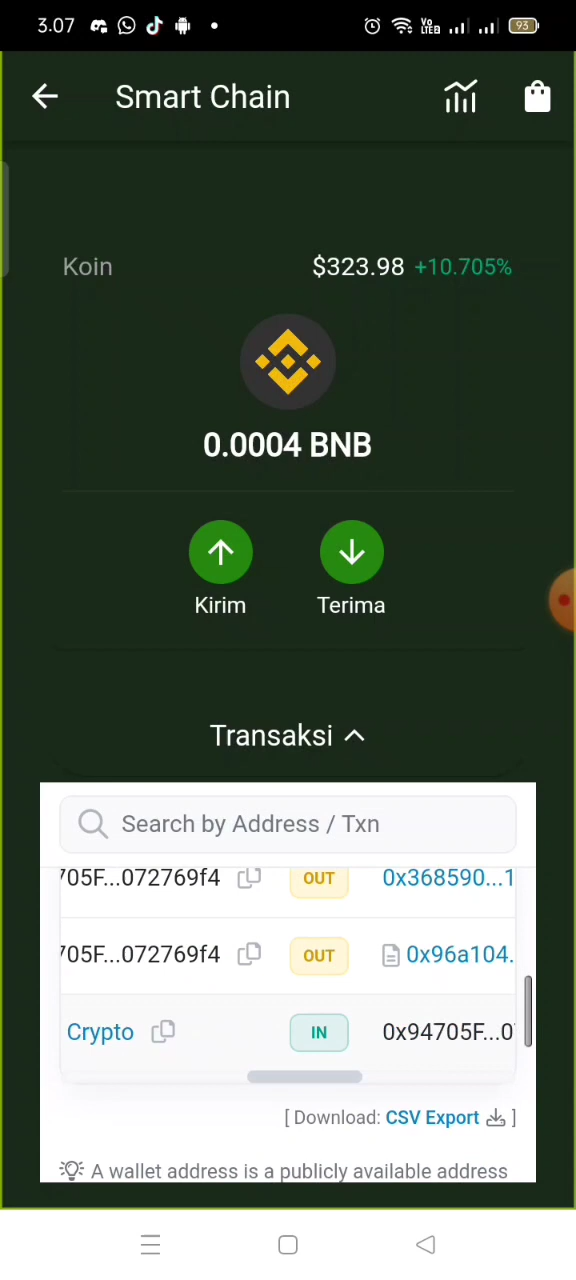 3.07 VoLTEB 93
Smart Chain
Koin $323.98 +10.705%
0.0004 BNB
Kirim Terima
Transaksi
Search by Address / Txn
705F...072769f4 OUT 0x368590...1
705F...072769f4 OUT 0x96a104.
Crypto IN 0x94705F...0
[ Download: CSV Export ]
A wallet address is a publicly available address